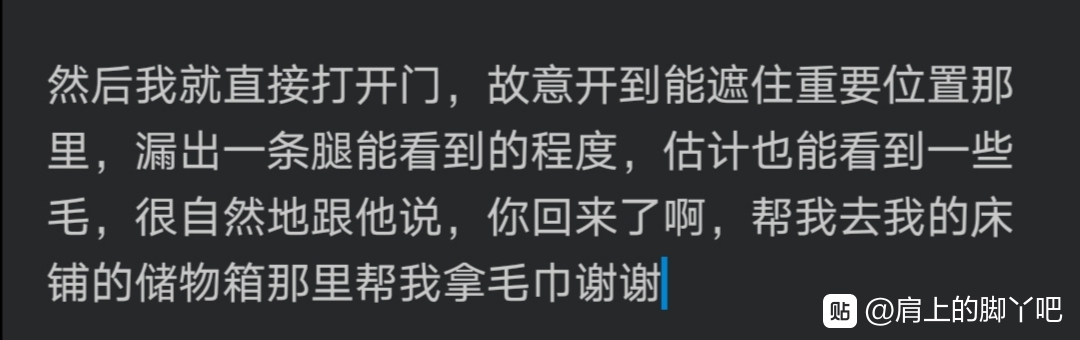 然后我就直接打开门，故意开到能遮住重要位置那
里，漏出一条腿能看到的程度，估计也能看到一些
毛，很自然地跟他说，你回来了啊，帮我去我的床
铺的储物箱那里帮我拿毛巾谢谢
贴 @肩上的脚丫吧